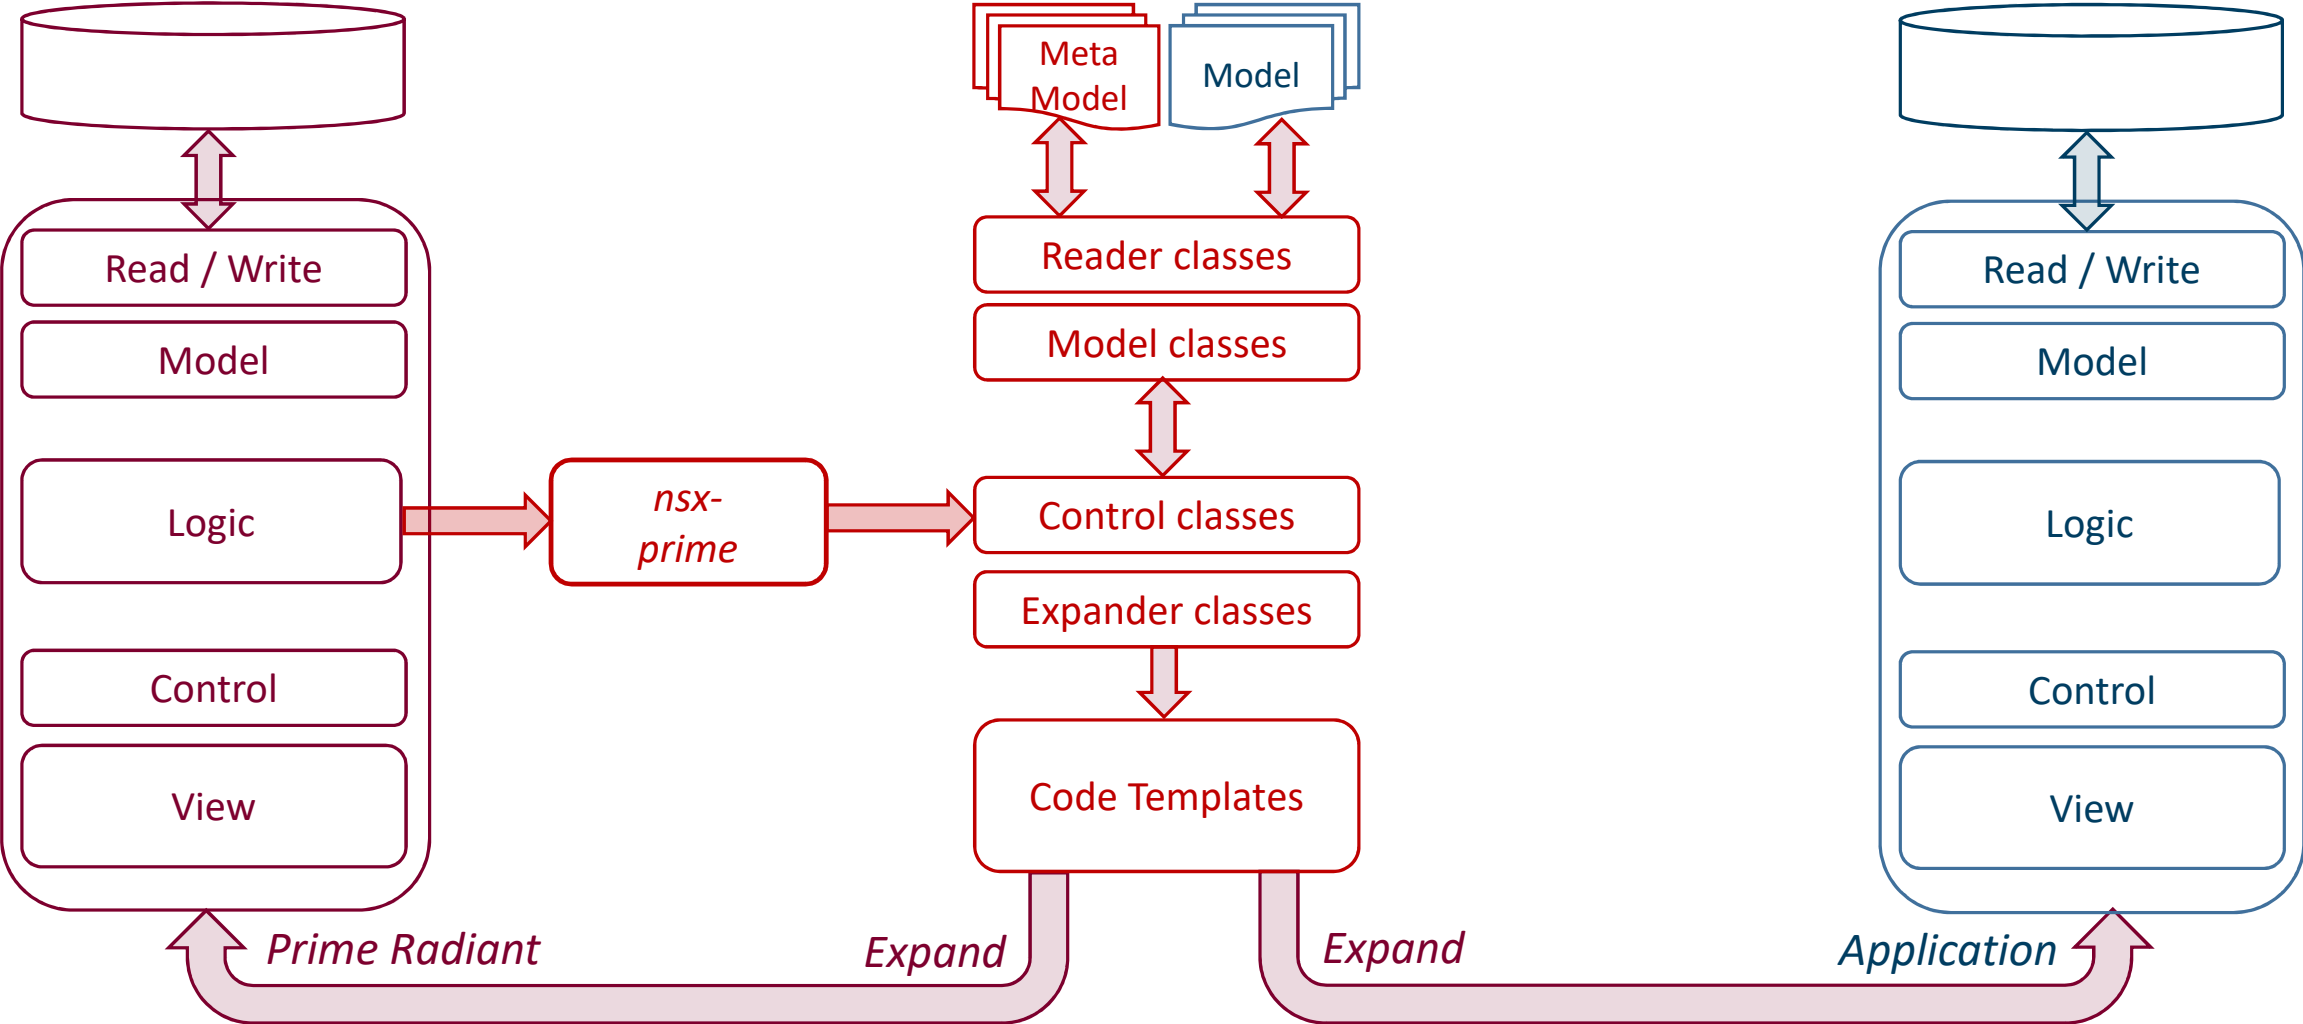 Meta
Model
Model
Read / Write
Model
Logic
Control
View
nsx-
prime
Reader classes
Model classes
Control classes
Expander classes
Code Templates
Read / Write
Model
Logic
Control
View
Prime Radiant
Expand
Expand
Application